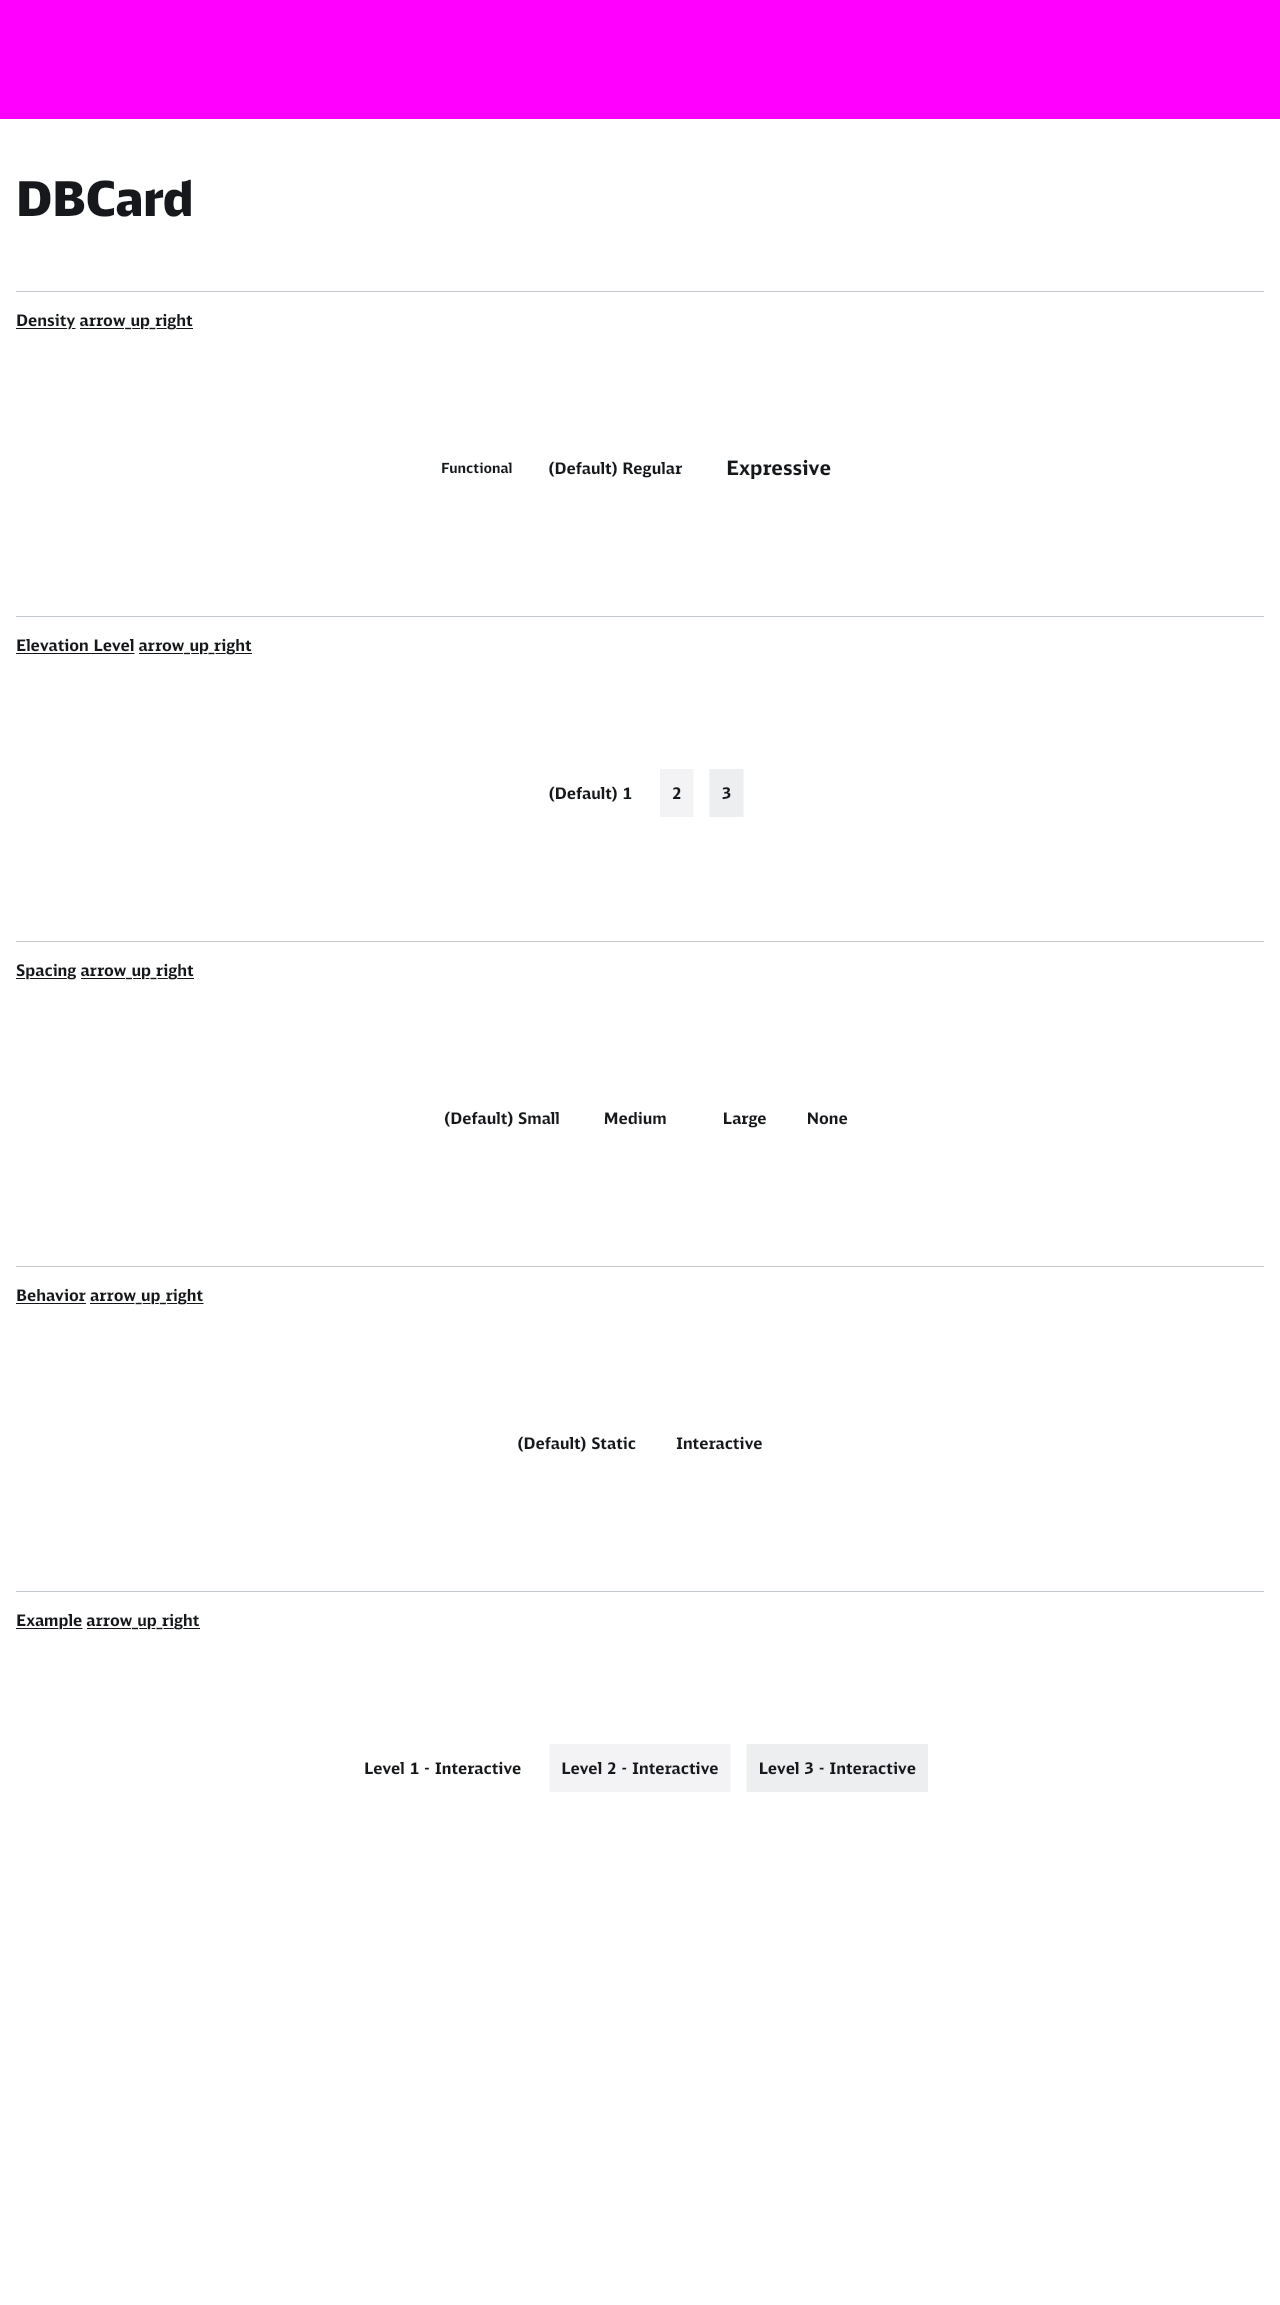 DBCard
Density arrow_up_right
Functional (Default) Regular Expressive
Elevation Level arrow_up_right
(Default) 1 2 3
Spacing arrow_up_right
(Default) Small Medium Large None
Behavior arrow_up_right
(Default) Static Interactive
Example arrow_up_right
Level 1 - Interactive Level 2 - Interactive Level 3 - Interactive